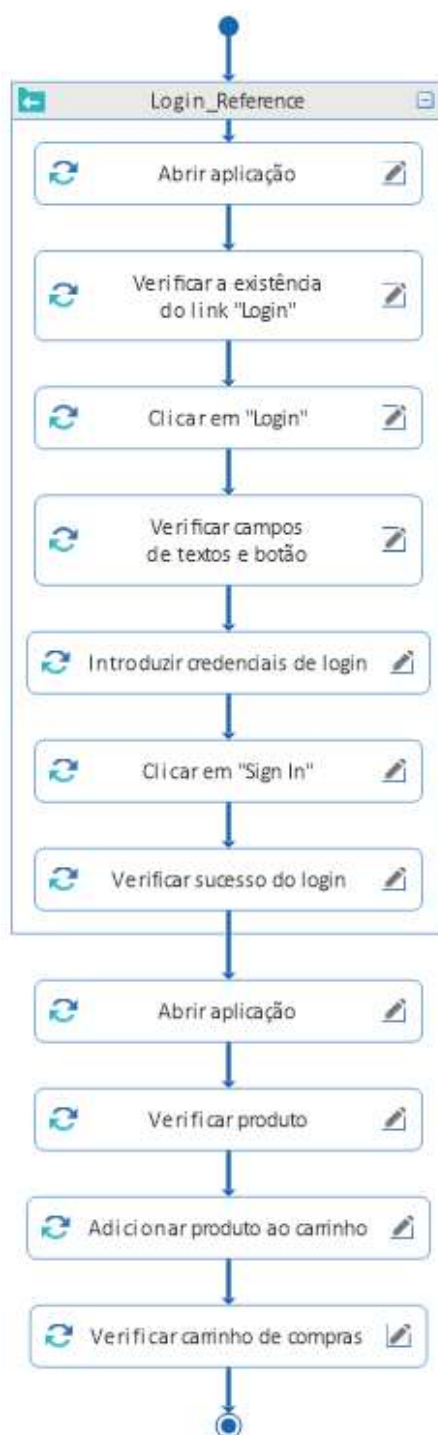 Login_Reference
Abrir aplicação
Verificar a existência
do link "Login"
Clicar em "Login"
Verificar campos
de textos e botão
Introduzir credenciais de login
Clicar em "Sign In"
Verificar sucesso do login
Abrir aplicação
Verificar produto
Adicionar produto ao carrinho
Verificar carrinho de compras